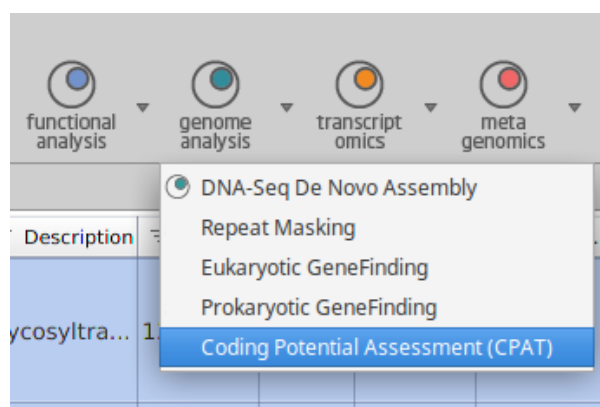 functional
analysis
genome
analysis
transcript
omics
meta
genomics
DNA-Seq De Novo Assembly
Description
Repeat Masking
Eukaryotic GeneFinding
Prokaryotic GeneFinding
ycosyltra... 1.
Coding Potential Assessment (CPAT)